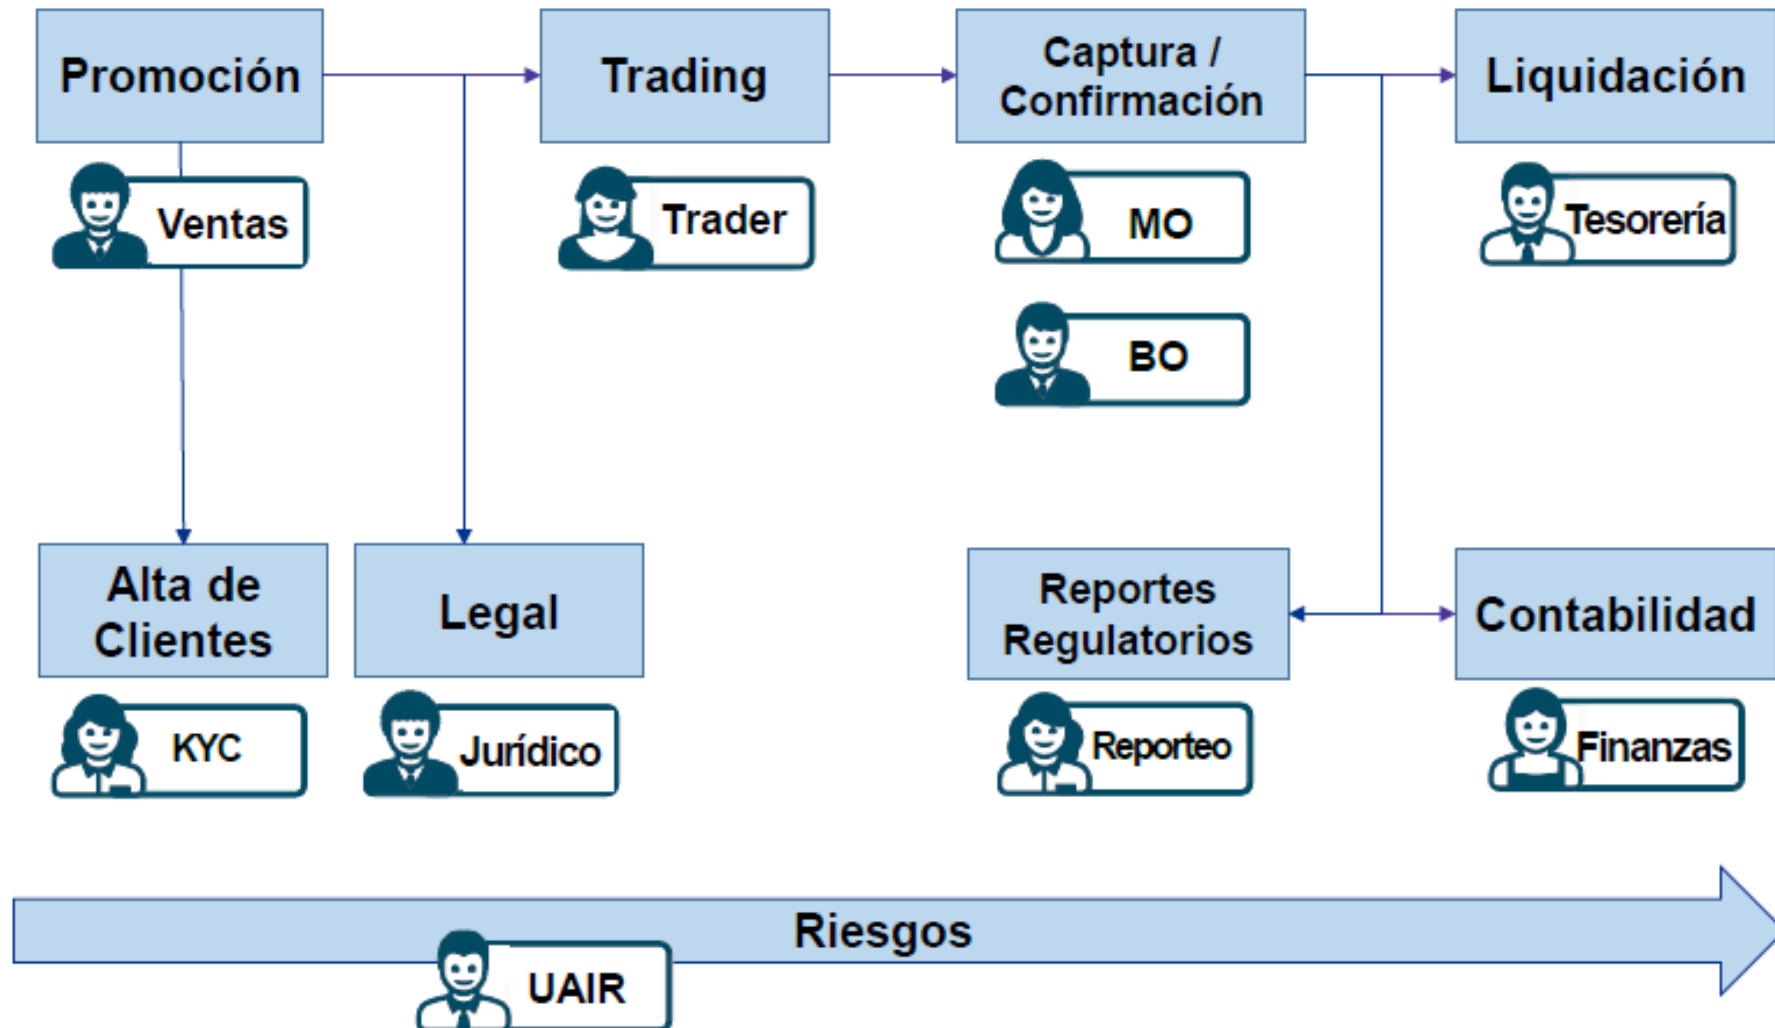 Promoción
Trading
Captura /
Confirmación
Liquidación
Ventas
Trader
MO
Tesorería
BO
Alta de
Clientes
Legal
Reportes
Regulatorios
Contabilidad
KYC
Jurídico
Reporteo
Finanzas
Riesgos
UAIR